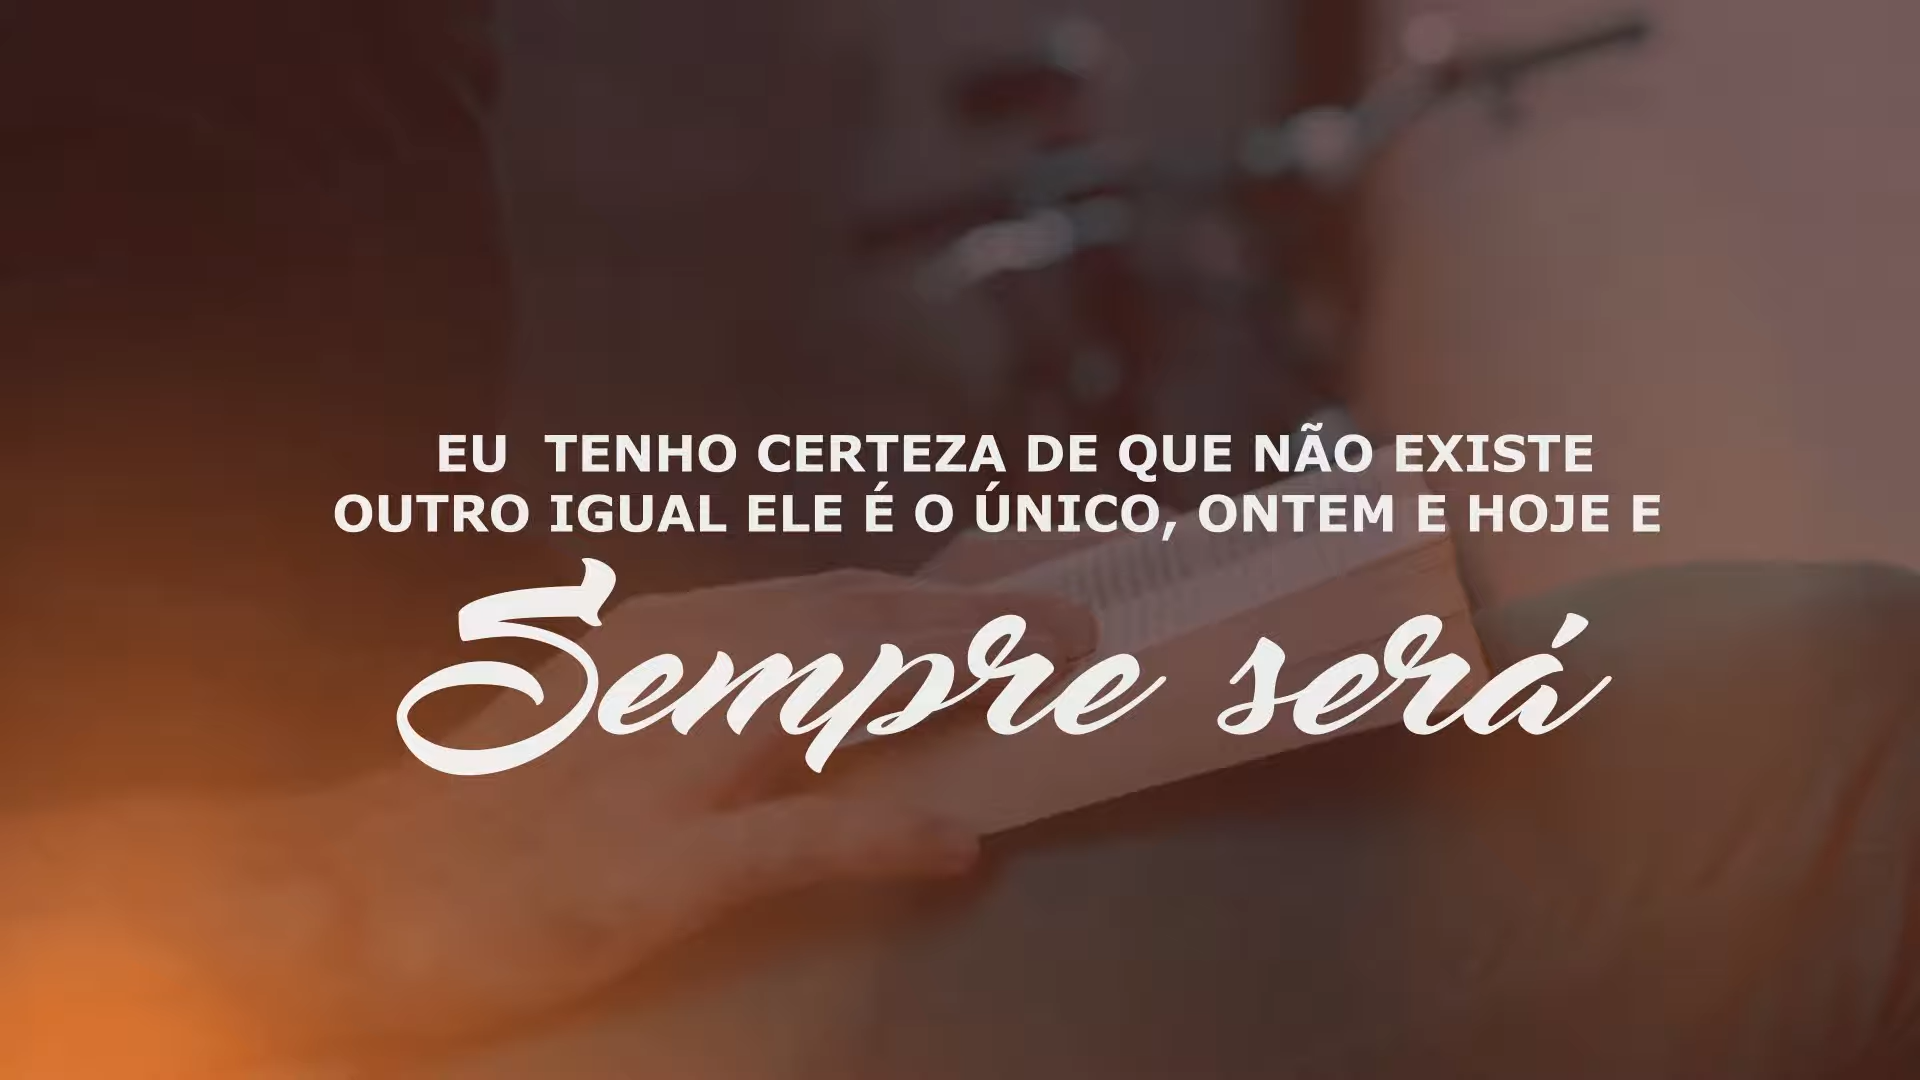 EU TENHO CERTEZA DE QUE NÃO EXISTE
OUTRO IGUAL ELE É O ÚNICO, ONTEM E HOJE E
Sempre será